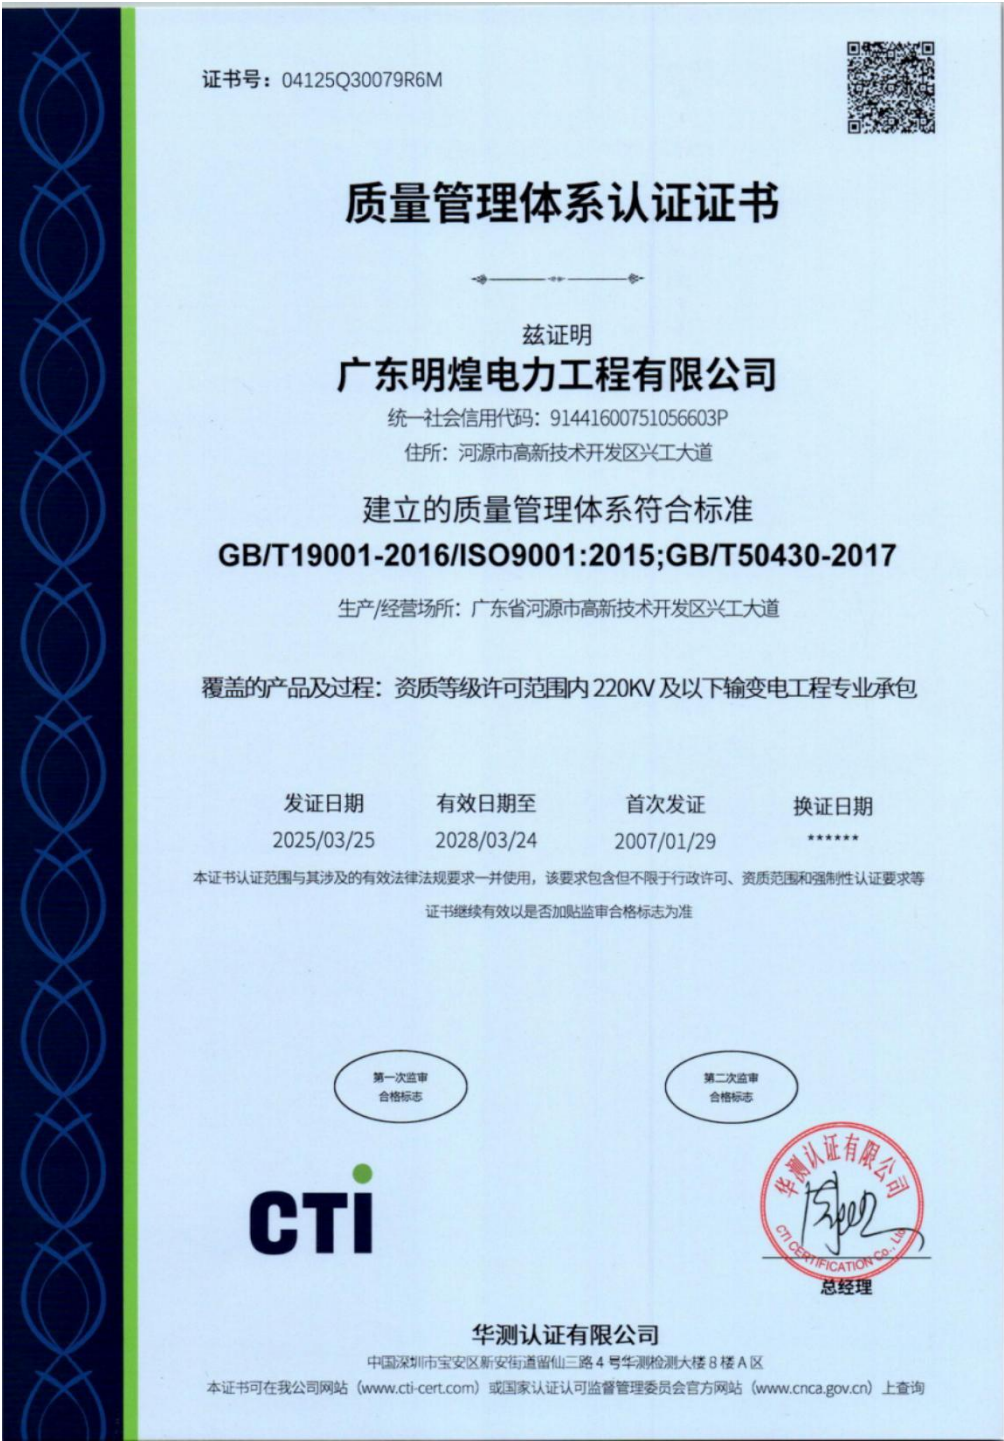 证书号：04125Q30079R6M
质量管理体系认证证书
兹证明
广东明煌电力工程有限公司
统一社会信用代码：91441600751056603P
住所：河源市高新技术开发区兴工大道
建立的质量管理体系符合标准
GB/T19001-2016/ISO9001:2015;GB/T50430-2017
生产/经营场所：广东省河源市高新技术开发区兴工大道
覆盖的产品及过程：资质等级许可范围内 220KV 及以下输变电工程专业承包
发证日期 有效日期至 首次发证 换证日期
2025/03/25 2028/03/24 2007/01/29 ******
本证书认证范围与其涉及的有效法律法规要求一并使用，该要求包含但不限于行政许可、资质范围和强制性认证要求等
证书继续有效以是否加贴监审合格标志为准
第一次监审
合格标志
第二次监审
合格标志
CTI
华测认证有限公司
CTI CERTIFICATION Co., Ltd
总经理
华测认证有限公司
中国深圳市宝安区新安街道留仙三路 4 号华测检测大楼 8 楼 A 区
本证书可在我公司网站（www.cti-cert.com）或国家认证认可监督管理委员会官方网站（www.cnca.gov.cn）上查询